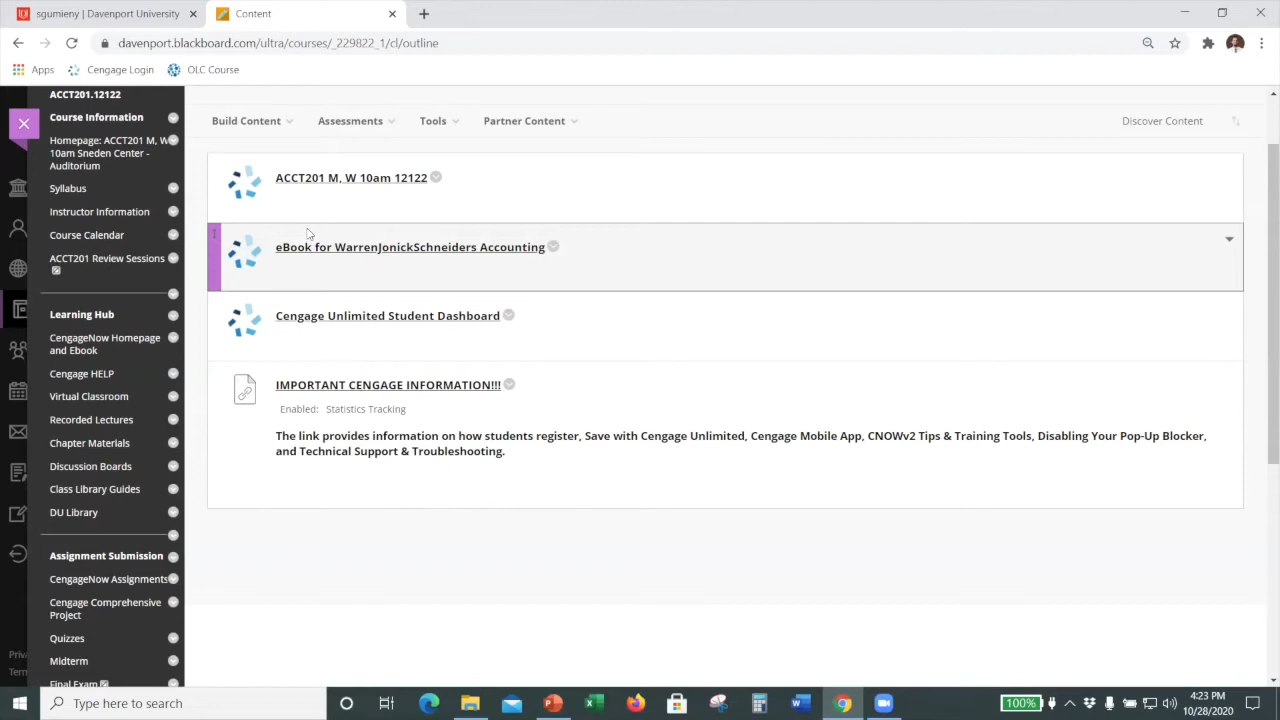 sgumieny | Davenport University
Content
davenport.blackboard.com/ultra/courses/_229822_1/cl/outline
Apps
Cengage Login
OLC Course
ACCT201.12122
Course Information
Homepage: ACCT201 M, W
10am Sneden Center -
Auditorium
Syllabus
Instructor Information
Course Calendar
ACCT201 Review Sessions
Learning Hub
CengageNow Homepage
and Ebook
Cengage HELP
Virtual Classroom
Recorded Lectures
Chapter Materials
Discussion Boards
Class Library Guides
DU Library
Assignment Submission
CengageNow Assignments
Cengage Comprehensive
Project
Quizzes
Midterm
Final Exam
Priva
Term
Build Content
Assessments
Tools
Partner Content
Discover Content
ACCT201 M, W 10am 12122
eBook for WarrenJonickSchneiders Accounting
Cengage Unlimited Student Dashboard
IMPORTANT CENGAGE INFORMATION!!!
Enabled: Statistics Tracking
The link provides information on how students register, Save with Cengage Unlimited, Cengage Mobile App, CNOWv2 Tips & Training Tools, Disabling Your Pop-Up Blocker,
and Technical Support & Troubleshooting.
Type here to search
100%
4:23 PM
10/28/2020